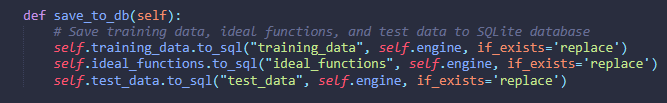 def save_to_db(self):
# Save training data, ideal functions, and test data to SQLite database
self.training_data.to_sql("training_data", self.engine, if_exists='replace')
self.ideal_functions.to_sql("ideal_functions", self.engine, if_exists='replace')
self.test_data.to_sql("test_data", self.engine, if_exists='replace')